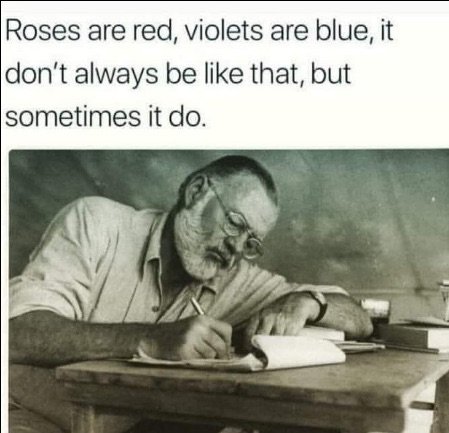 Roses are red, violets are blue, it
don't always be like that, but
sometimes it do.